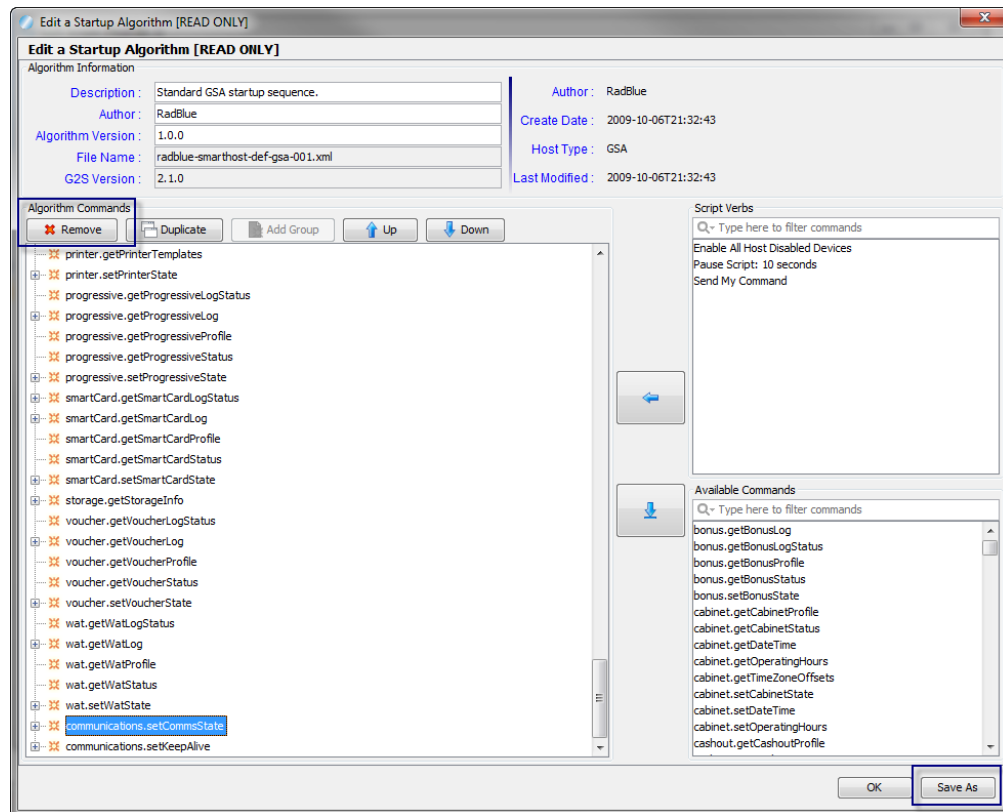 Edit a Startup Algorithm [READ ONLY]
Edit a Startup Algorithm [READ ONLY]
Algorithm Information
Description : Standard GSA startup sequence.
Author : RadBlue
Algorithm Version : 1.0.0
File Name : radblue-smarthost-def-gsa-001.xml
G2S Version : 2.1.0
Author : RadBlue
Create Date : 2009-10-06T21:32:43
Host Type : GSA
Last Modified : 2009-10-06T21:32:43
Algorithm Commands
Remove Duplicate Add Group Up Down
printer.getPrinterTemplates
printer.setPrinterState
progressive.getProgressiveLogStatus
progressive.getProgressiveLog
progressive.getProgressiveProfile
progressive.getProgressiveStatus
progressive.setProgressiveState
smartCard.getSmartCardLogStatus
smartCard.getSmartCardLog
smartCard.getSmartCardProfile
smartCard.getSmartCardStatus
smartCard.setSmartCardState
storage.getStorageInfo
voucher.getVoucherLogStatus
voucher.getVoucherLog
voucher.getVoucherProfile
voucher.getVoucherStatus
voucher.setVoucherState
wat.getWatLogStatus
wat.getWatLog
wat.getWatProfile
wat.getWatStatus
wat.setWatState
communications.setCommsState
communications.setKeepAlive
Script Verbs
Type here to filter commands
Enable All Host Disabled Devices
Pause Script: 10 seconds
Send My Command
Available Commands
Type here to filter commands
bonus.getBonusLog
bonus.getBonusLogStatus
bonus.getBonusProfile
bonus.getBonusStatus
bonus.setBonusState
cabinet.getCabinetProfile
cabinet.getCabinetStatus
cabinet.getDateTime
cabinet.getOperatingHours
cabinet.getTimeZoneOffsets
cabinet.setCabinetState
cabinet.setDateTime
cabinet.setOperatingHours
cashout.getCashoutProfile
OK Save As